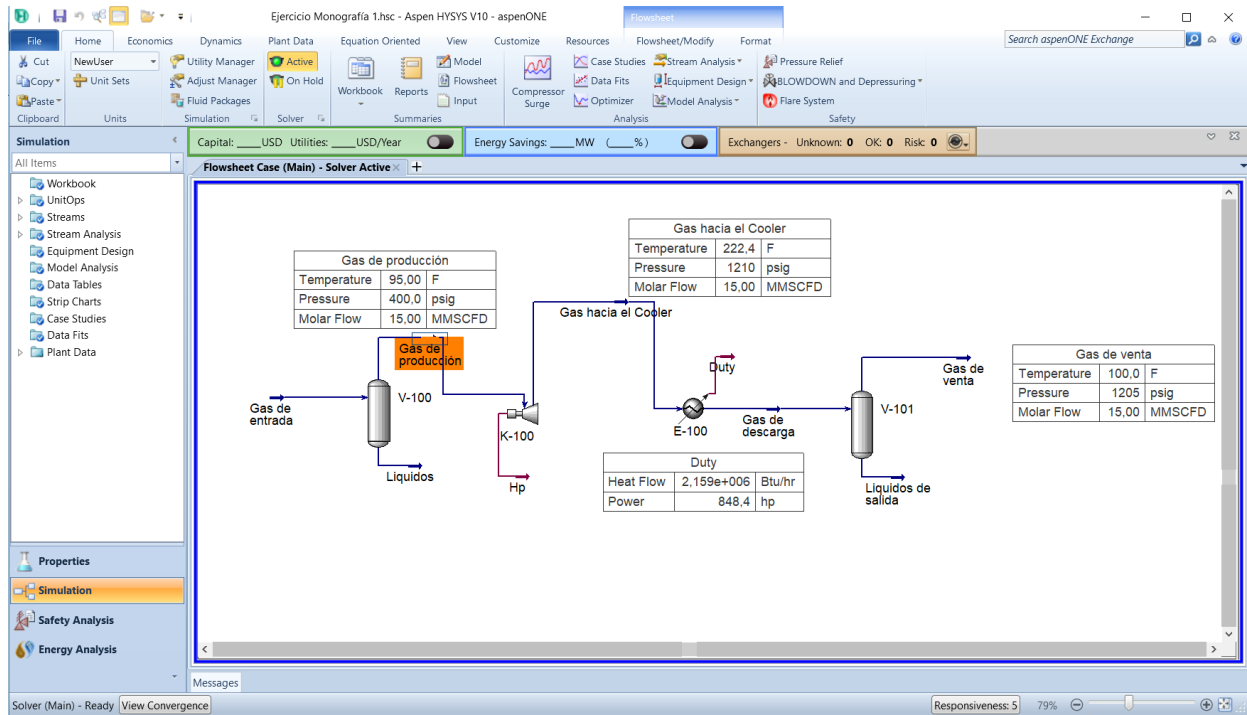 Ejercicio Monografía 1.hsc - Aspen HYSYS V10 - aspenONE
Flowsheet
File Home Economics Dynamics Plant Data Equation Oriented View Customize Resources Flowsheet/Modify Format
Search aspenONE Exchange
Cut
Copy
Paste
Clipboard
NewUser
Unit Sets
Units
Utility Manager
Adjust Manager
Fluid Packages
Simulation
Active
On Hold
Solver
Workbook
Reports
Model
Flowsheet
Input
Summaries
Compressor
Surge
Case Studies
Data Fits
Optimizer
Stream Analysis
Equipment Design
Model Analysis
Analysis
Pressure Relief
BLOWDOWN and Depressuring
Flare System
Safety
Simulation
All Items
Workbook
UnitOps
Streams
Stream Analysis
Equipment Design
Model Analysis
Data Tables
Strip Charts
Case Studies
Data Fits
Plant Data
Properties
Simulation
Safety Analysis
Energy Analysis
Capital: ____USD Utilities: ____USD/Year
Energy Savings: ____MW (____%)
Exchangers - Unknown: 0 OK: 0 Risk: 0
Flowsheet Case (Main) - Solver Active
Gas de producción
Temperature 95,00 F
Pressure 400,0 psig
Molar Flow 15,00 MMSCFD
Gas hacia el Cooler
Temperature 222,4 F
Pressure 1210 psig
Molar Flow 15,00 MMSCFD
Gas de venta
Temperature 100,0 F
Pressure 1205 psig
Molar Flow 15,00 MMSCFD
Duty
Heat Flow 2,159e+006 Btu/hr
Power 848,4 hp
Gas de
entrada
V-100
Liquidos
Gas de
producción
K-100
Hp
Gas hacia el Cooler
Duty
E-100
Gas de
descarga
V-101
Gas de
venta
Liquidos de
salida
Messages
Solver (Main) - Ready View Convergence
Responsiveness: 5 79%